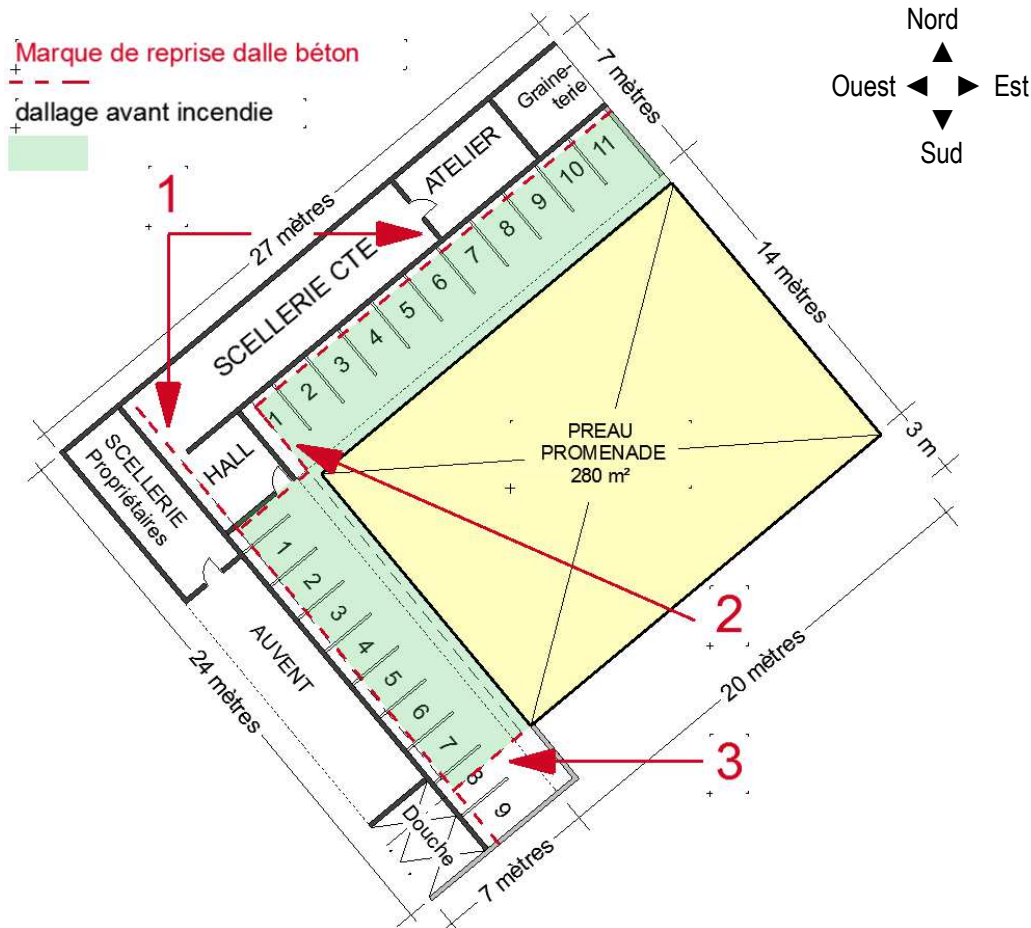 Marque de reprise dalle béton
dallage avant incendie
Nord
Ouest
Est
Sud
1
7 mètres
Graine-
terie
ATELIER
27 mètres
SCELLERIE CTE
11
10
9
8
7
6
5
4
3
2
1
14 mètres
3 m
PREAU
PROMENADE
280 m²
HALL
SCELLERIE
Propriétaires
1
2
3
4
5
6
7
8
9
AUVENT
24 mètres
2
20 mètres
3
Douche
7 mètres